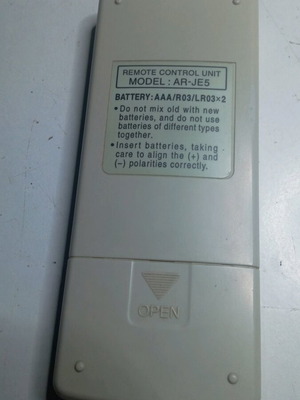 REMOTE CONTROL UNIT
MODEL: AR-JE5
BATTERY:AAA/R03/LR03×2
•Do not mix old with new
batteries, and do not use
batteries of different types
together.
•Insert batteries, taking
care to align the (+) and
(−) polarities correctly.
OPEN